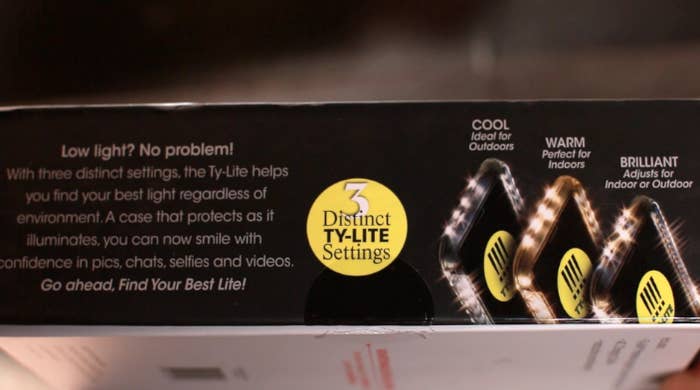 Low light? No problem!
With three distinct settings, the Ty-Lite helps
you find your best light regardless of
environment. A case that protects as it
illuminates, you can now smile with
confidence in pics, chats, selfies and videos.
Go ahead, Find Your Best Lite!
3
Distinct
TY-LITE
Settings
COOL
Ideal for
Outdoors
WARM
Perfect for
Indoors
BRILLIANT
Adjusts for
Indoor or Outdoor